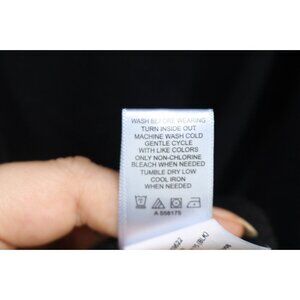 WASH BEFORE WEARING
TURN INSIDE OUT
MACHINE WASH COLD
GENTLE CYCLE
WITH LIKE COLORS
ONLY NON-CHLORINE
BLEACH WHEN NEEDED
TUMBLE DRY LOW
COOL IRON
WHEN NEEDED
A 558175
(BLK)